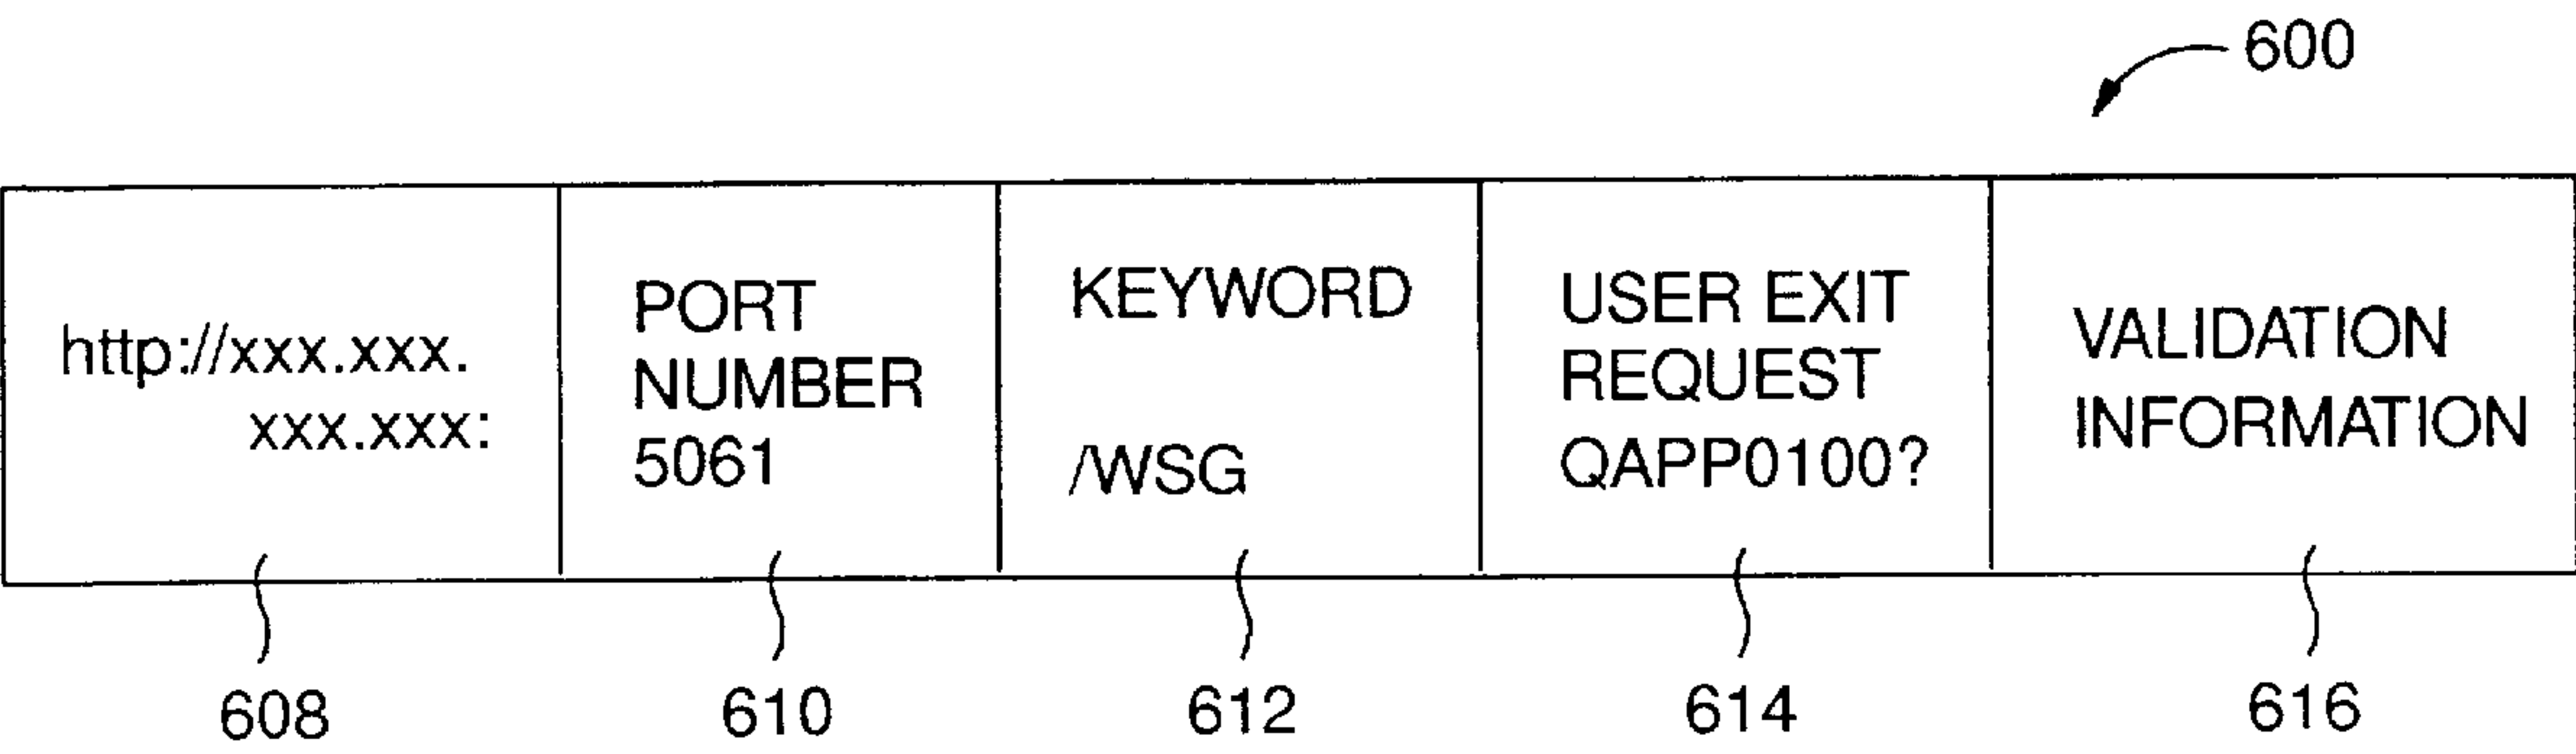 600
http://xxx.xxx.
xxx.xxx:
PORT
NUMBER
5061
KEYWORD
/WSG
USER EXIT
REQUEST
QAPP0100?
VALIDATION
INFORMATION
608
610
612
614
616